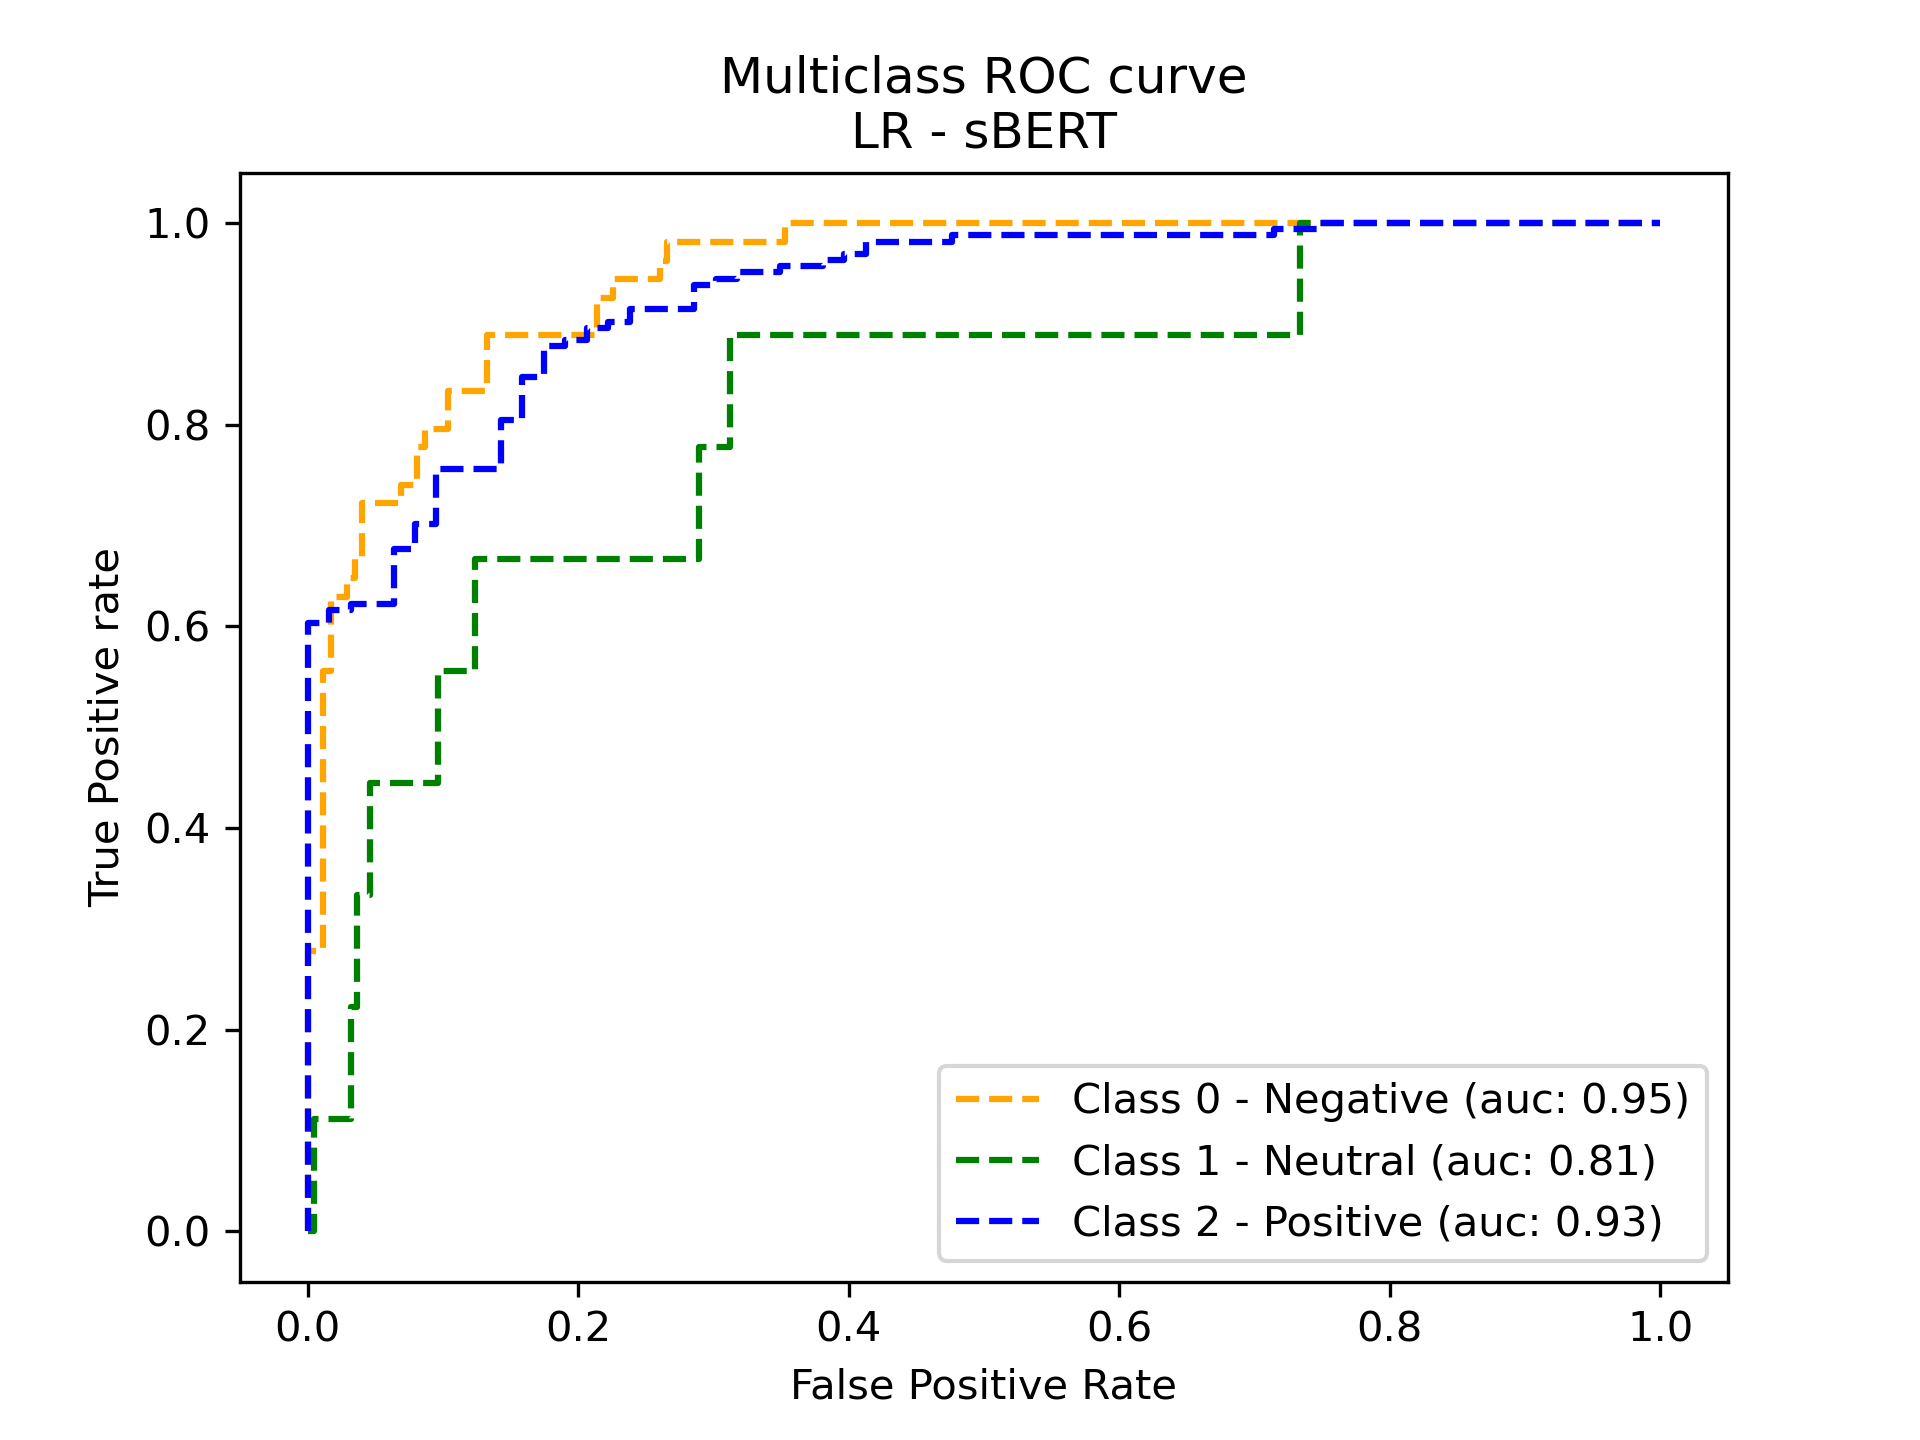 Multiclass ROC curve
LR - sBERT
True Positive rate
1.0
0.8
0.6
0.4
0.2
0.0
Class 0 - Negative (auc: 0.95)
Class 1 - Neutral (auc: 0.81)
Class 2 - Positive (auc: 0.93)
0.0 0.2 0.4 0.6 0.8 1.0
False Positive Rate